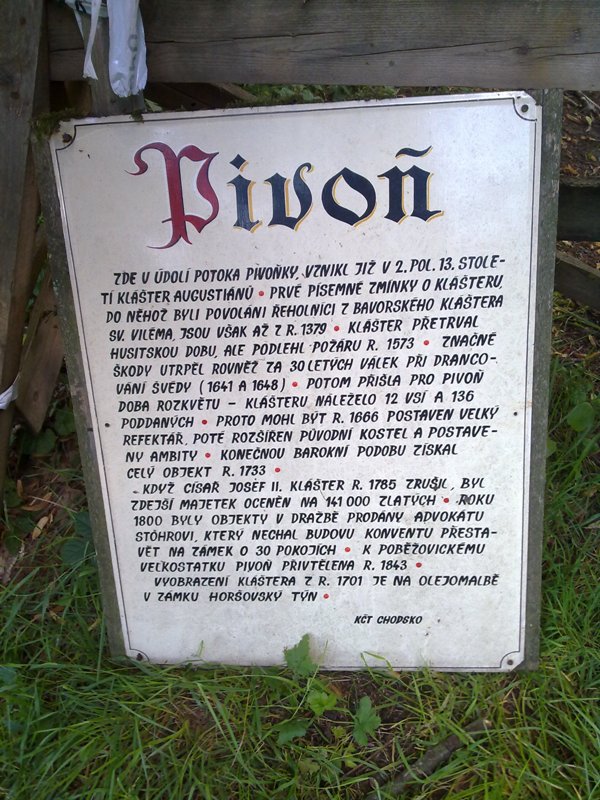 Pivoň
ZDE V ÚDOLÍ POTOKA PIVOŇKY, VZNIKL JIŽ V 2. POL. 13. STOLE-
TÍ KLÁŠTER AUGUSTIÁNŮ • PRVÉ PÍSEMNÉ ZMÍNKY O KLÁŠTERU,
DO NĚHOŽ BYLI POVOLÁNI ŘEHOLNÍCI Z BAVORSKÉHO KLÁŠTERA
SV. VILÉMA, JSOU VŠAK AŽ Z R. 1379 • KLÁŠTER PŘETRVAL
HUSITSKOU DOBU, ALE PODLEHL POŽÁRU R. 1573 • ZNAČNÉ
ŠKODY UTRPĚL ROVNĚŽ ZA 30 LETÝCH VÁLEK PŘI DRANCO-
VÁNÍ ŠVÉDY (1641 A 1648) • POTOM PŘIŠLA PRO PIVOŇ
DOBA ROZKVĚTU – KLÁŠTERU NÁLEŽELO 12 VSÍ A 136
PODDANÝCH • PROTO MOHL BÝT R. 1666 POSTAVEN VELKÝ
REFEKTÁŘ, POTÉ ROZŠÍŘEN PŮVODNÍ KOSTEL A POSTAVE-
NY AMBITY • KONEČNOU BAROKNÍ PODOBU ZÍSKAL
CELÝ OBJEKT R. 1733 •
KDYŽ CÍSAŘ JOSEF II. KLÁŠTER R. 1785 ZRUŠIL, BYL
ZDEJŠÍ MAJETEK OCENĚN NA 141 000 ZLATÝCH • ROKU
1800 BYLY OBJEKTY V DRAŽBĚ PRODÁNY ADVOKÁTU
STÖHROVI, KTERÝ NECHAL BUDOVU KONVENTU PŘESTA-
VĚT NA ZÁMEK O 30 POKOJÍCH • K POBĚŽOVICKÉMU
VELKOSTATKU PIVOŇ PŘIVTĚLENA R. 1843 •
VYOBRAZENÍ KLÁŠTERA Z R. 1701 JE NA OLEJOMALBĚ
V ZÁMKU HORŠOVSKÝ TÝN •
KČT CHODSKO